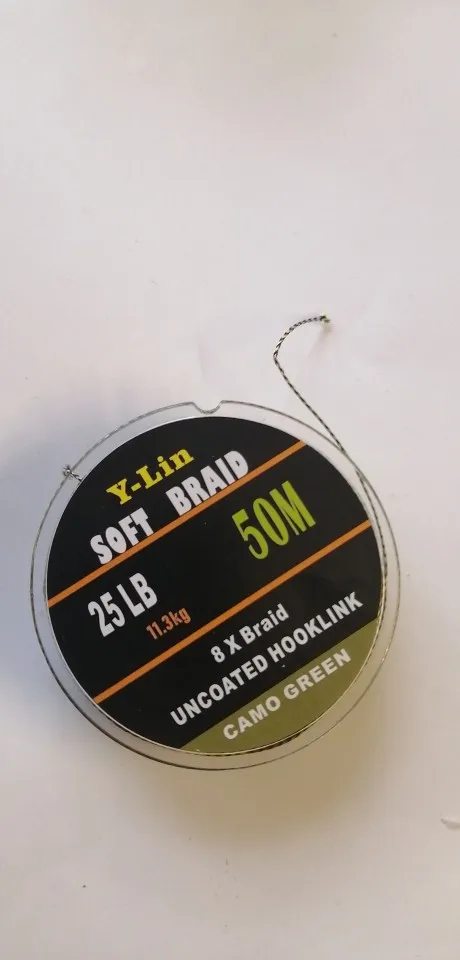 Y-Lin
SOFT BRAID
50M
25 LB
11.3kg
8 X Braid
UNCOATED HOOKLINK
CAMO GREEN